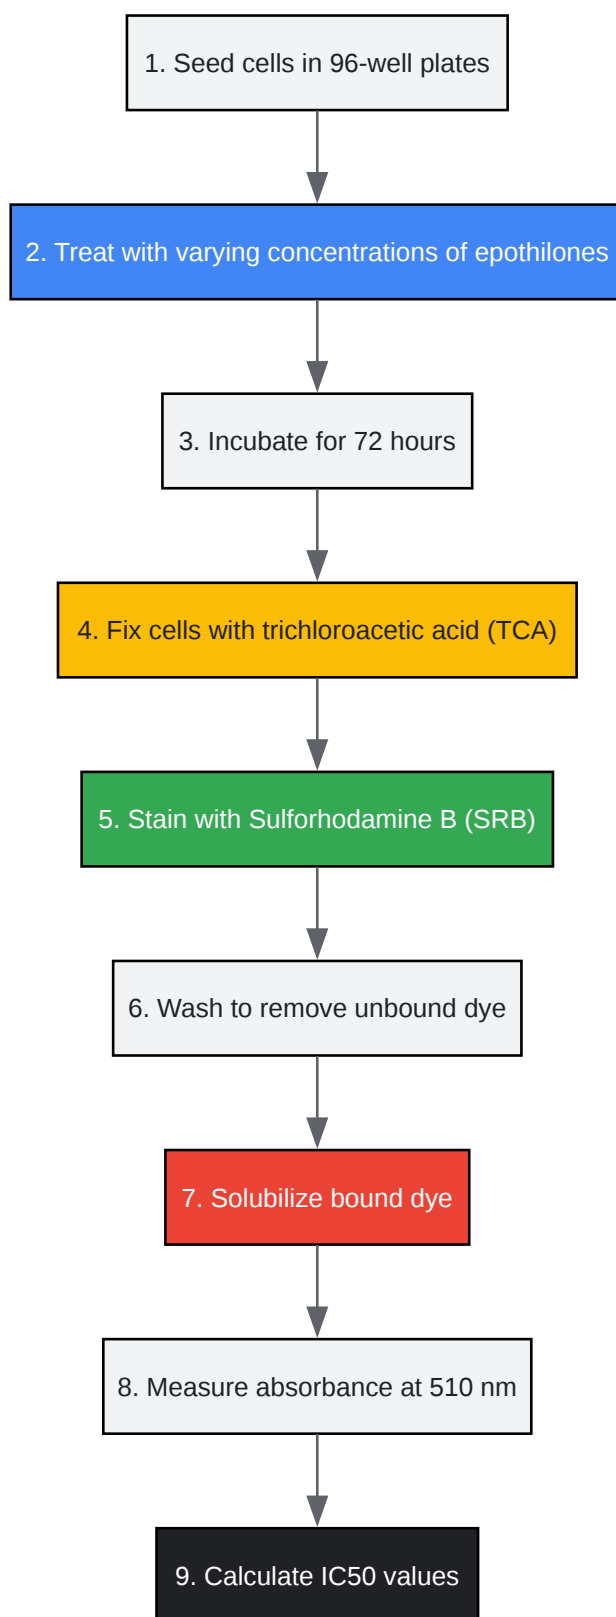 1. Seed cells in 96-well plates
2. Treat with varying concentrations of epothilones
3. Incubate for 72 hours
4. Fix cells with trichloroacetic acid (TCA)
5. Stain with Sulforhodamine B (SRB)
6. Wash to remove unbound dye
7. Solubilize bound dye
8. Measure absorbance at 510 nm
9. Calculate IC50 values